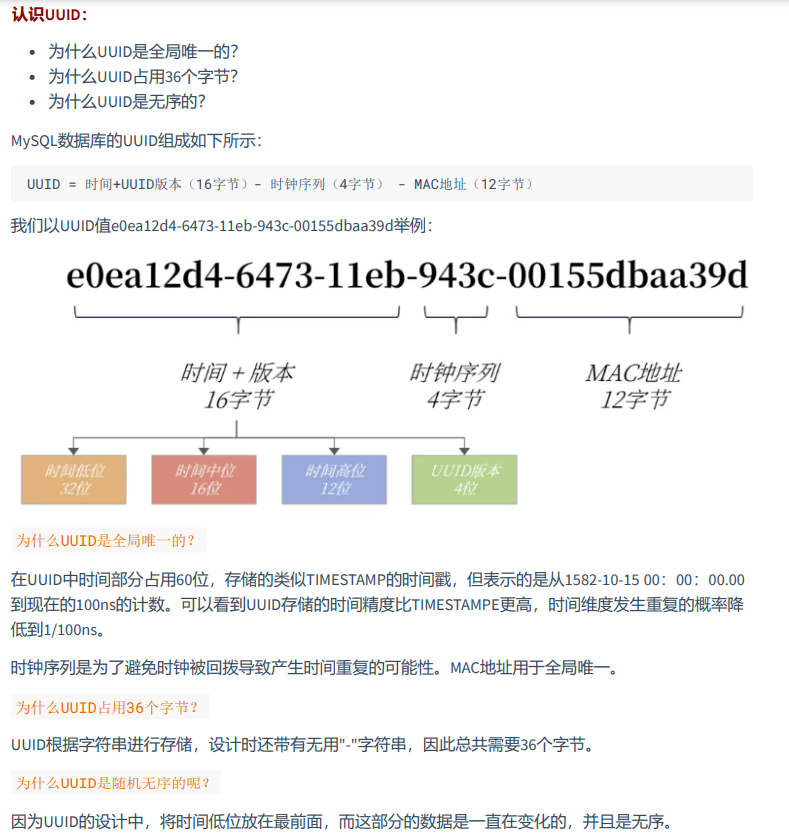 认识UUID：
• 为什么UUID是全局唯一的？
• 为什么UUID占用36个字节？
• 为什么UUID是无序的？
MySQL数据库的UUID组成如下所示：
UUID = 时间+UUID版本（16字节）- 时钟序列（4字节） - MAC地址（12字节）
我们以UUID值e0ea12d4-6473-11eb-943c-00155dbaa39d举例：
e0ea12d4-6473-11eb-943c-00155dbaa39d
时间 + 版本
16字节
时钟序列
4字节
MAC地址
12字节
时间低位
32位
时间中位
16位
时间高位
12位
UUID版本
4位
为什么UUID是全局唯一的？
在UUID中时间部分占用60位，存储的类似TIMESTAMP的时间戳，但表示的是从1582-10-15 00：00：00.00
到现在的100ns的计数。可以看到UUID存储的时间精度比TIMESTAMPE更高，时间维度发生重复的概率降
低到1/100ns。
时钟序列是为了避免时钟被回拨导致产生时间重复的可能性。MAC地址用于全局唯一。
为什么UUID占用36个字节？
UUID根据字符串进行存储，设计时还带有无用"-"字符串，因此总共需要36个字节。
为什么UUID是随机无序的呢？
因为UUID的设计中，将时间低位放在最前面，而这部分的数据是一直在变化的，并且是无序。